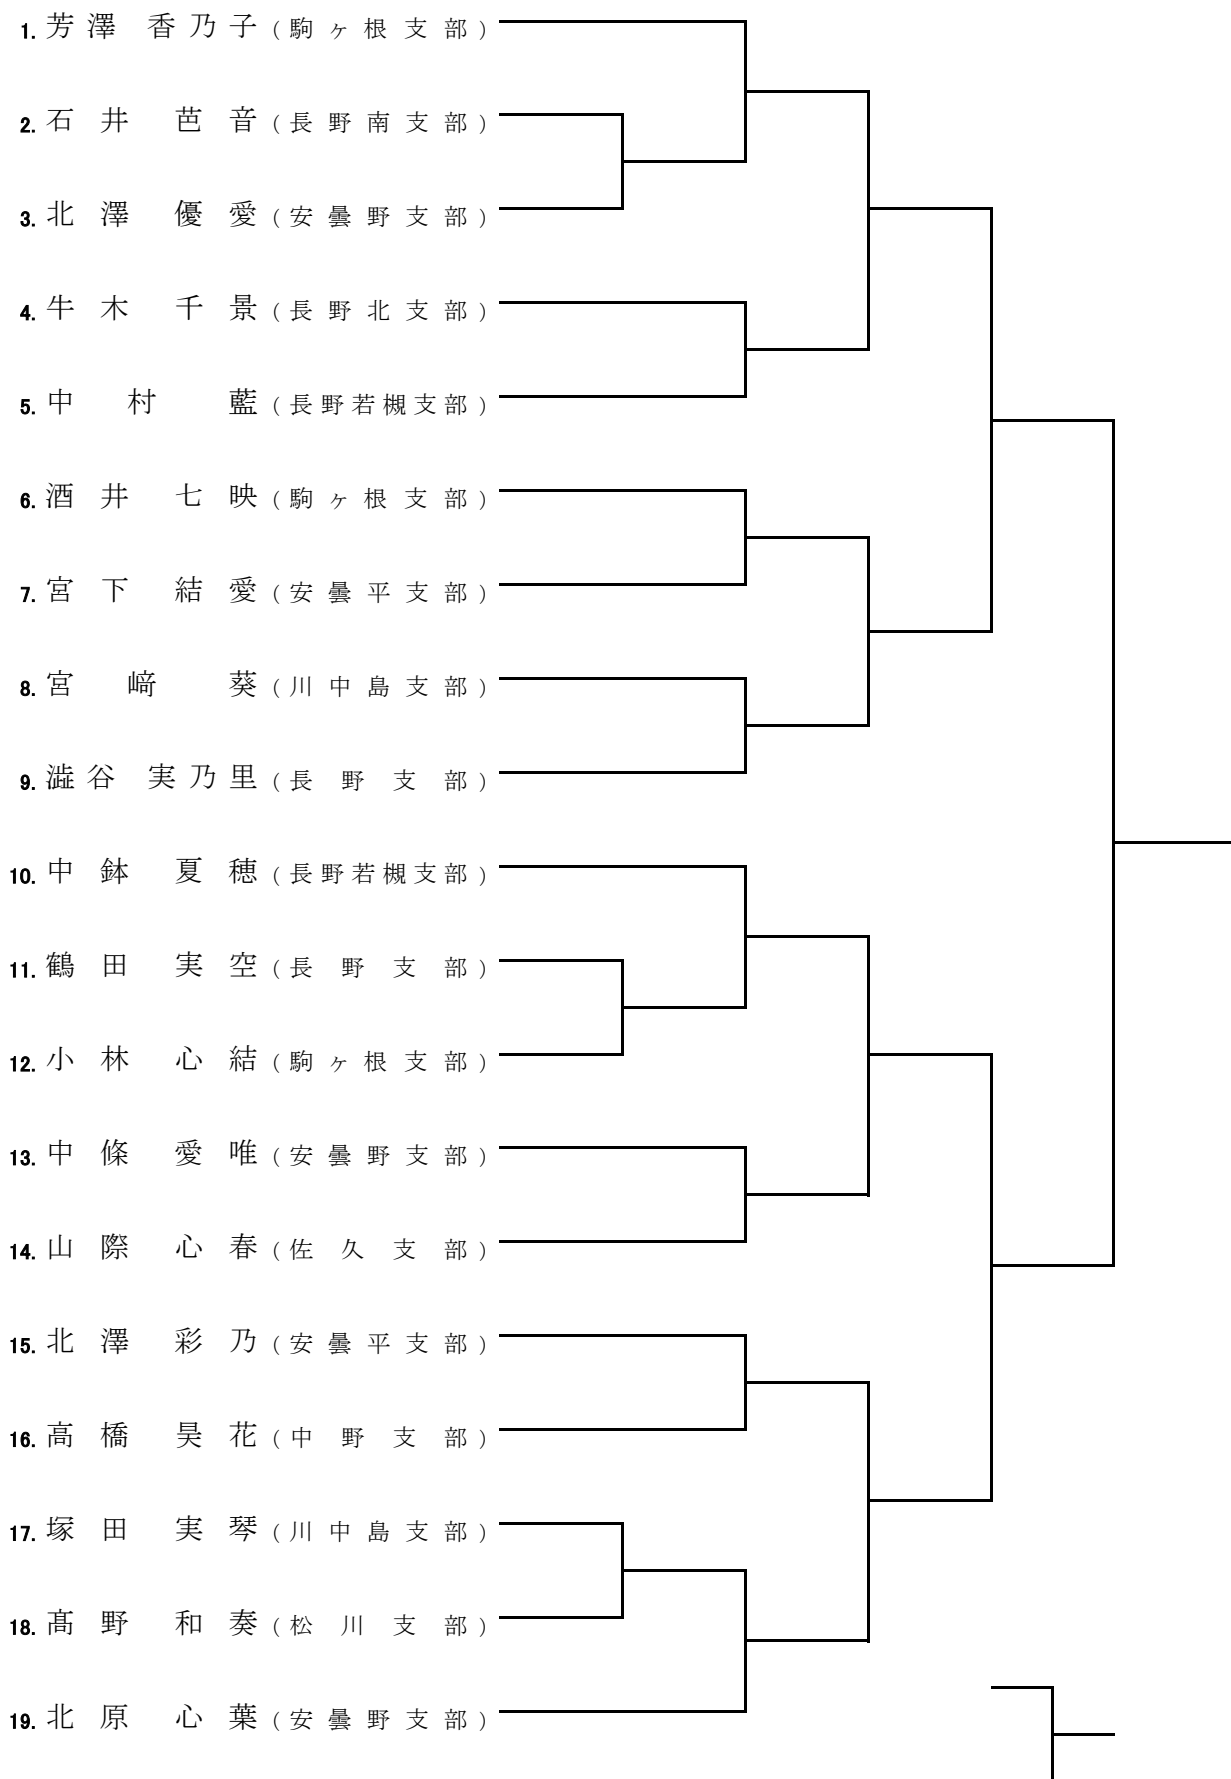 1. 芳澤 香乃子(駒ヶ根支部)
2. 石井 芭音(長野南支部)
3. 北澤 優愛(安曇野支部)
4. 牛木 千景(長野北支部)
5. 中村 藍(長野若槻支部)
6. 酒井 七映(駒ヶ根支部)
7. 宮下 結愛(安曇平支部)
8. 宮﨑 葵(川中島支部)
9. 澁谷 実乃里(長野支部)
10. 中鉢 夏穂(長野若槻支部)
11. 鶴田 実空(長野支部)
12. 小林 心結(駒ヶ根支部)
13. 中條 愛唯(安曇野支部)
14. 山際 心春(佐久支部)
15. 北澤 彩乃(安曇平支部)
16. 高橋 昊花(中野支部)
17. 塚田 実琴(川中島支部)
18. 髙野 和奏(松川支部)
19. 北原 心葉(安曇野支部)